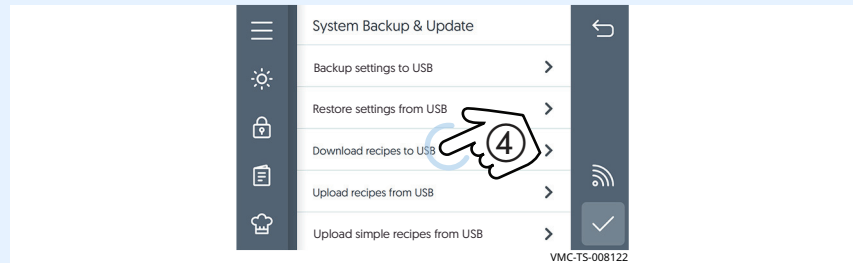 System Backup & Update
Backup settings to USB
Restore settings from USB
Download recipes to USB
4
Upload recipes from USB
Upload simple recipes from USB
VMC-TS-008122